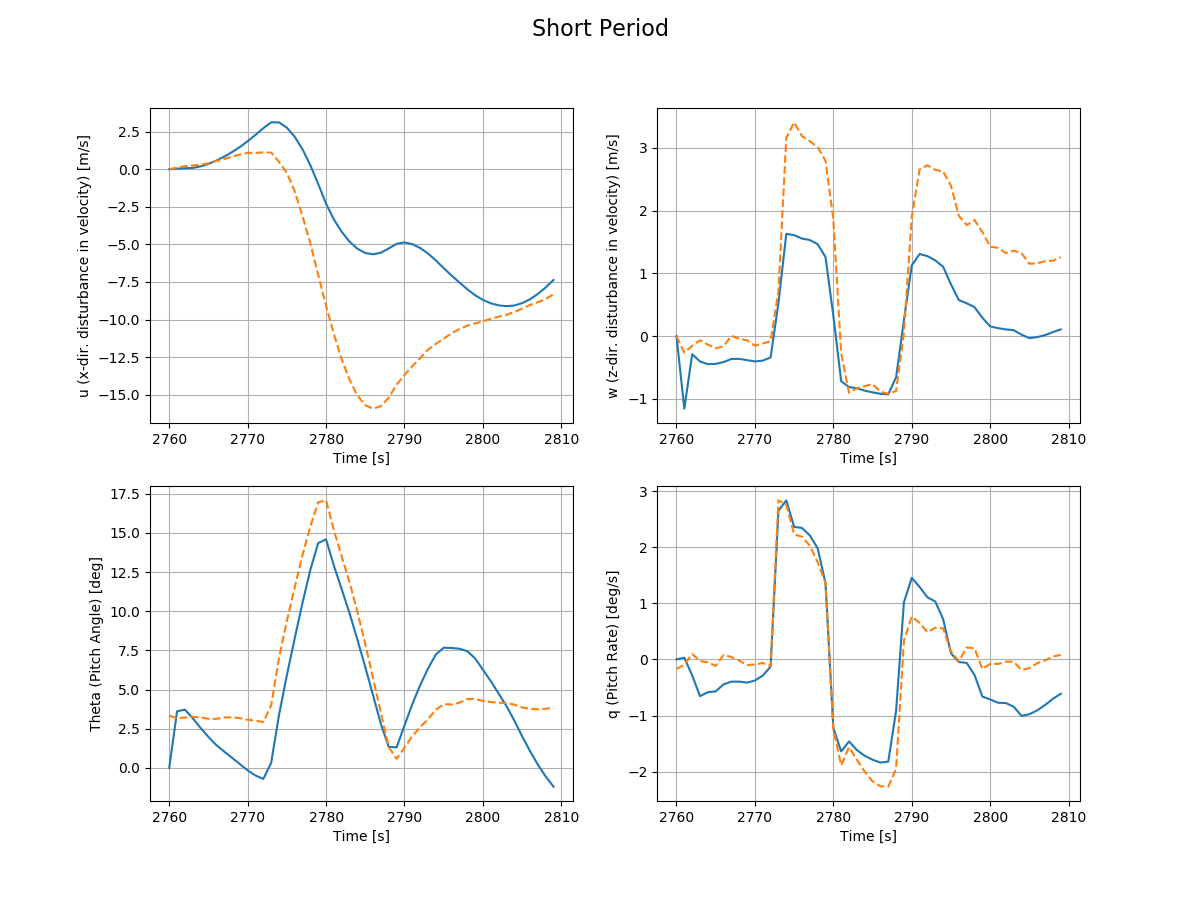 Short Period
u (x-dir. disturbance in velocity) [m/s]
2.5
0.0
−2.5
−5.0
−7.5
−10.0
−12.5
−15.0
2760 2770 2780 2790 2800 2810
Time [s]
w (z-dir. disturbance in velocity) [m/s]
3
2
1
0
−1
2760 2770 2780 2790 2800 2810
Time [s]
Theta (Pitch Angle) [deg]
17.5
15.0
12.5
10.0
7.5
5.0
2.5
0.0
2760 2770 2780 2790 2800 2810
Time [s]
q (Pitch Rate) [deg/s]
3
2
1
0
−1
−2
2760 2770 2780 2790 2800 2810
Time [s]